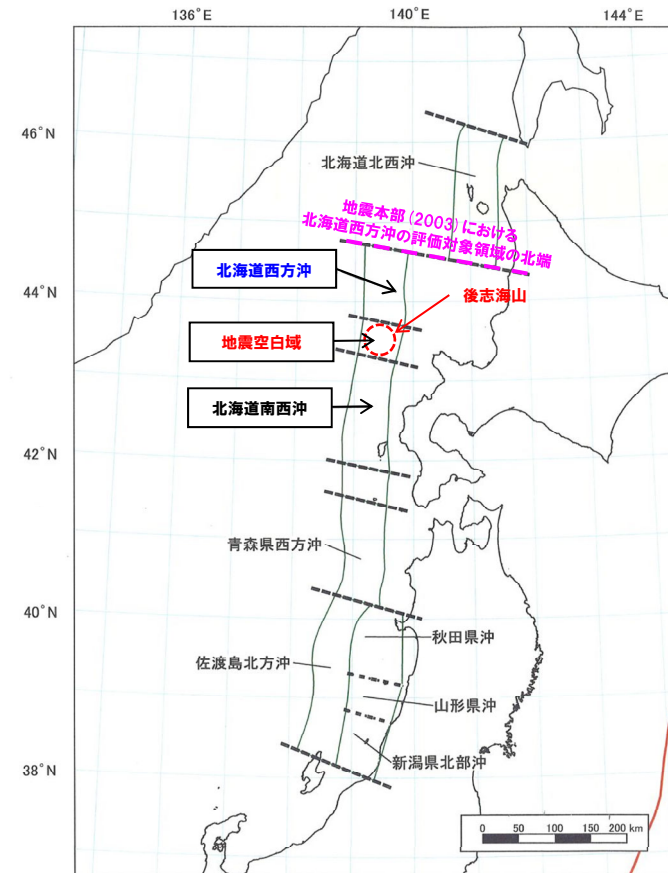 136°E
140°E
144°E
46°N
北海道北西沖
地震本部(2003)における
北海道西方沖の評価対象領域の北端
北海道西方沖
44°N
後志海山
地震空白域
北海道南西沖
42°N
青森県西方沖
40°N
秋田県沖
佐渡島北方沖
山形県沖
新潟県北部沖
38°N
0 50 100 150 200 km